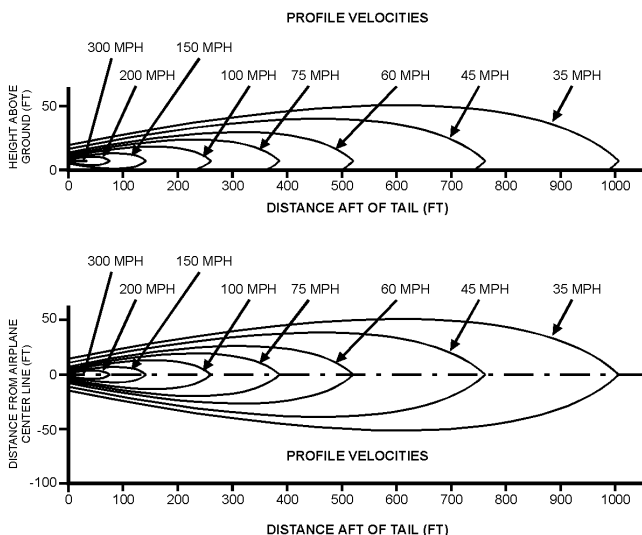 PROFILE VELOCITIES
300 MPH 150 MPH
200 MPH 100 MPH 75 MPH 60 MPH 45 MPH 35 MPH
HEIGHT ABOVE
GROUND (FT)
50
0
0 100 200 300 400 500 600 700 800 900 1000
DISTANCE AFT OF TAIL (FT)
300 MPH 150 MPH
200 MPH 100 MPH 75 MPH 60 MPH 45 MPH 35 MPH
DISTANCE FROM AIRPLANE
CENTER LINE (FT)
50
0
-50
-100
PROFILE VELOCITIES
0 100 200 300 400 500 600 700 800 900 1000
DISTANCE AFT OF TAIL (FT)